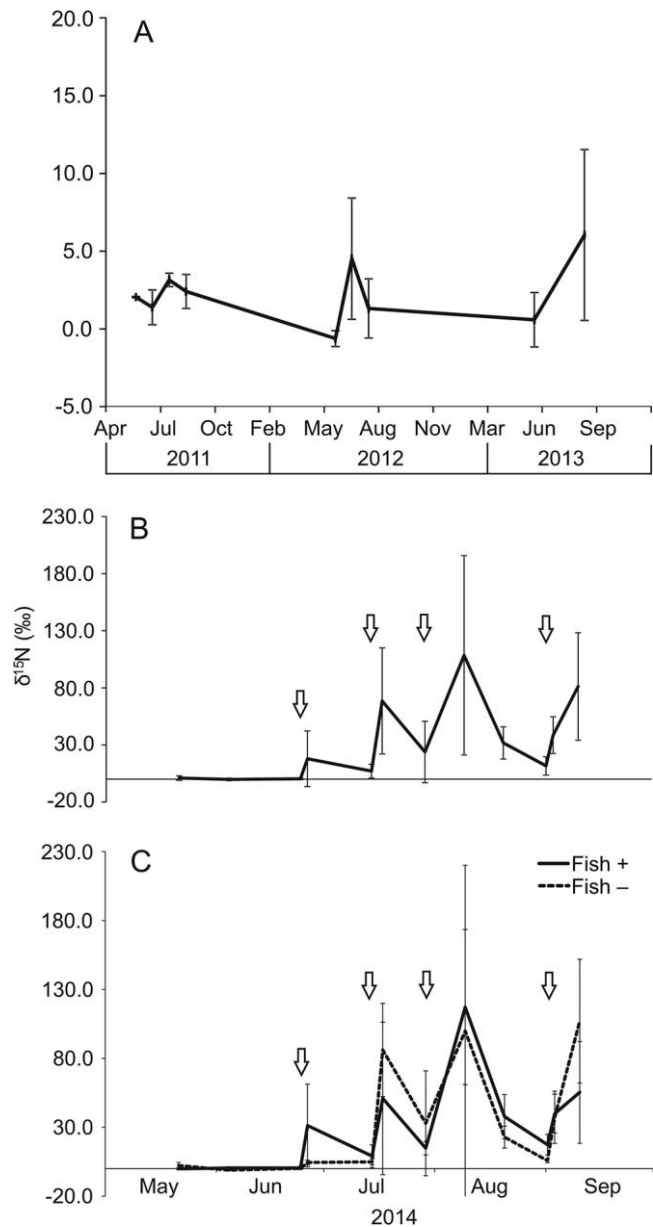 A
20.0
15.0
10.0
5.0
0.0
-5.0
Apr Jul Oct Feb May Aug Nov Mar Jun Sep
2011 2012 2013
B
230.0
180.0
130.0
80.0
30.0
-20.0
δ15N (‰)
C
230.0
180.0
130.0
80.0
30.0
-20.0
Fish +
Fish –
May Jun Jul Aug Sep
2014